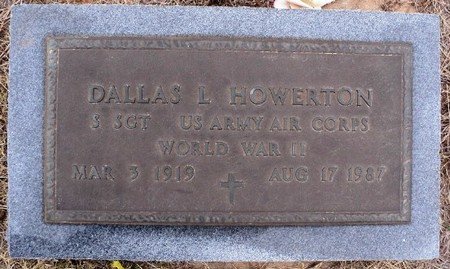 DALLAS L HOWERTON
S SGT US ARMY AIR CORPS
WORLD WAR II
MAR 3 1919 AUG 17 1987